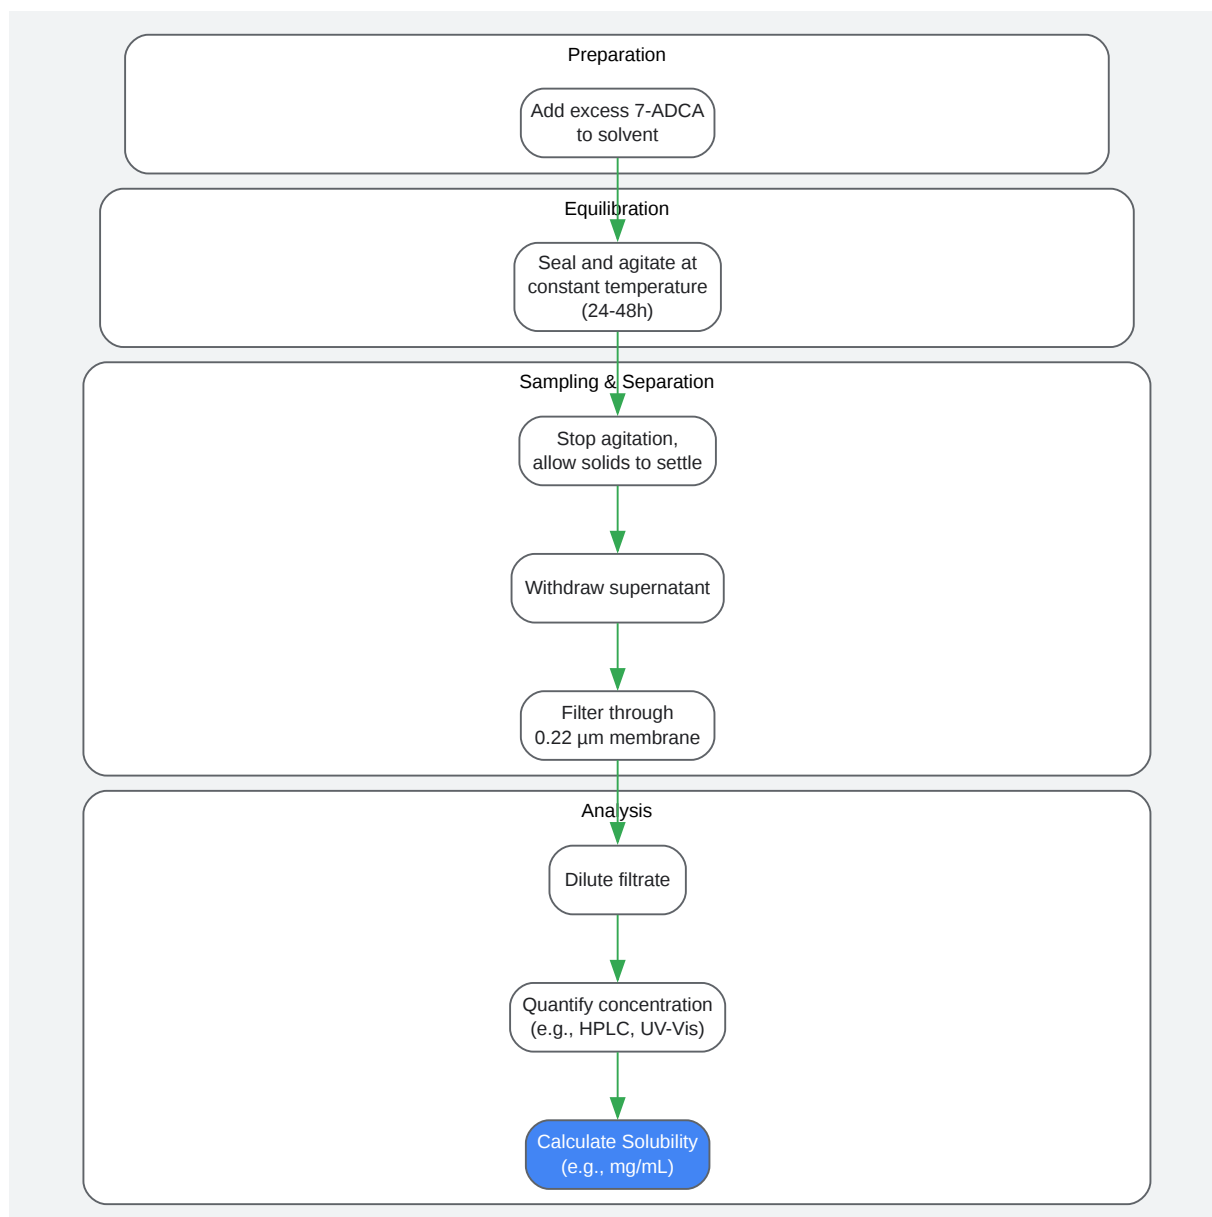 Preparation
Add excess 7-ADCA
to solvent
Equilibration
Seal and agitate at
constant temperature
(24-48h)
Sampling & Separation
Stop agitation,
allow solids to settle
Withdraw supernatant
Filter through
0.22 µm membrane
Analysis
Dilute filtrate
Quantify concentration
(e.g., HPLC, UV-Vis)
Calculate Solubility
(e.g., mg/mL)